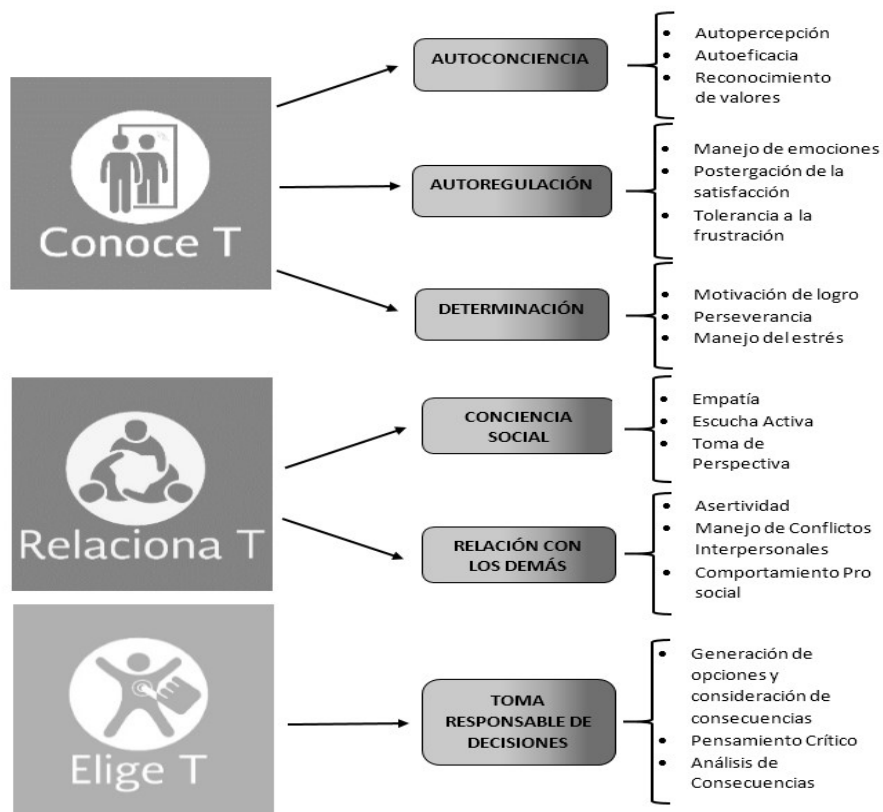 Conoce T
AUTOCONCIENCIA
• Autopercepción
• Autoeficacia
• Reconocimiento
de valores
AUTOREGULACIÓN
• Manejo de emociones
• Postergación de la
satisfacción
• Tolerancia a la
frustración
DETERMINACIÓN
• Motivación de logro
• Perseverancia
• Manejo del estrés
Relaciona T
CONCIENCIA
SOCIAL
• Empatía
• Escucha Activa
• Toma de
Perspectiva
RELACIÓN CON
LOS DEMÁS
• Asertividad
• Manejo de Conflictos
Interpersonales
• Comportamiento Pro
social
Elige T
TOMA
RESPONSABLE DE
DECISIONES
• Generación de
opciones y
consideración de
consecuencias
• Pensamiento Crítico
• Análisis de
Consecuencias